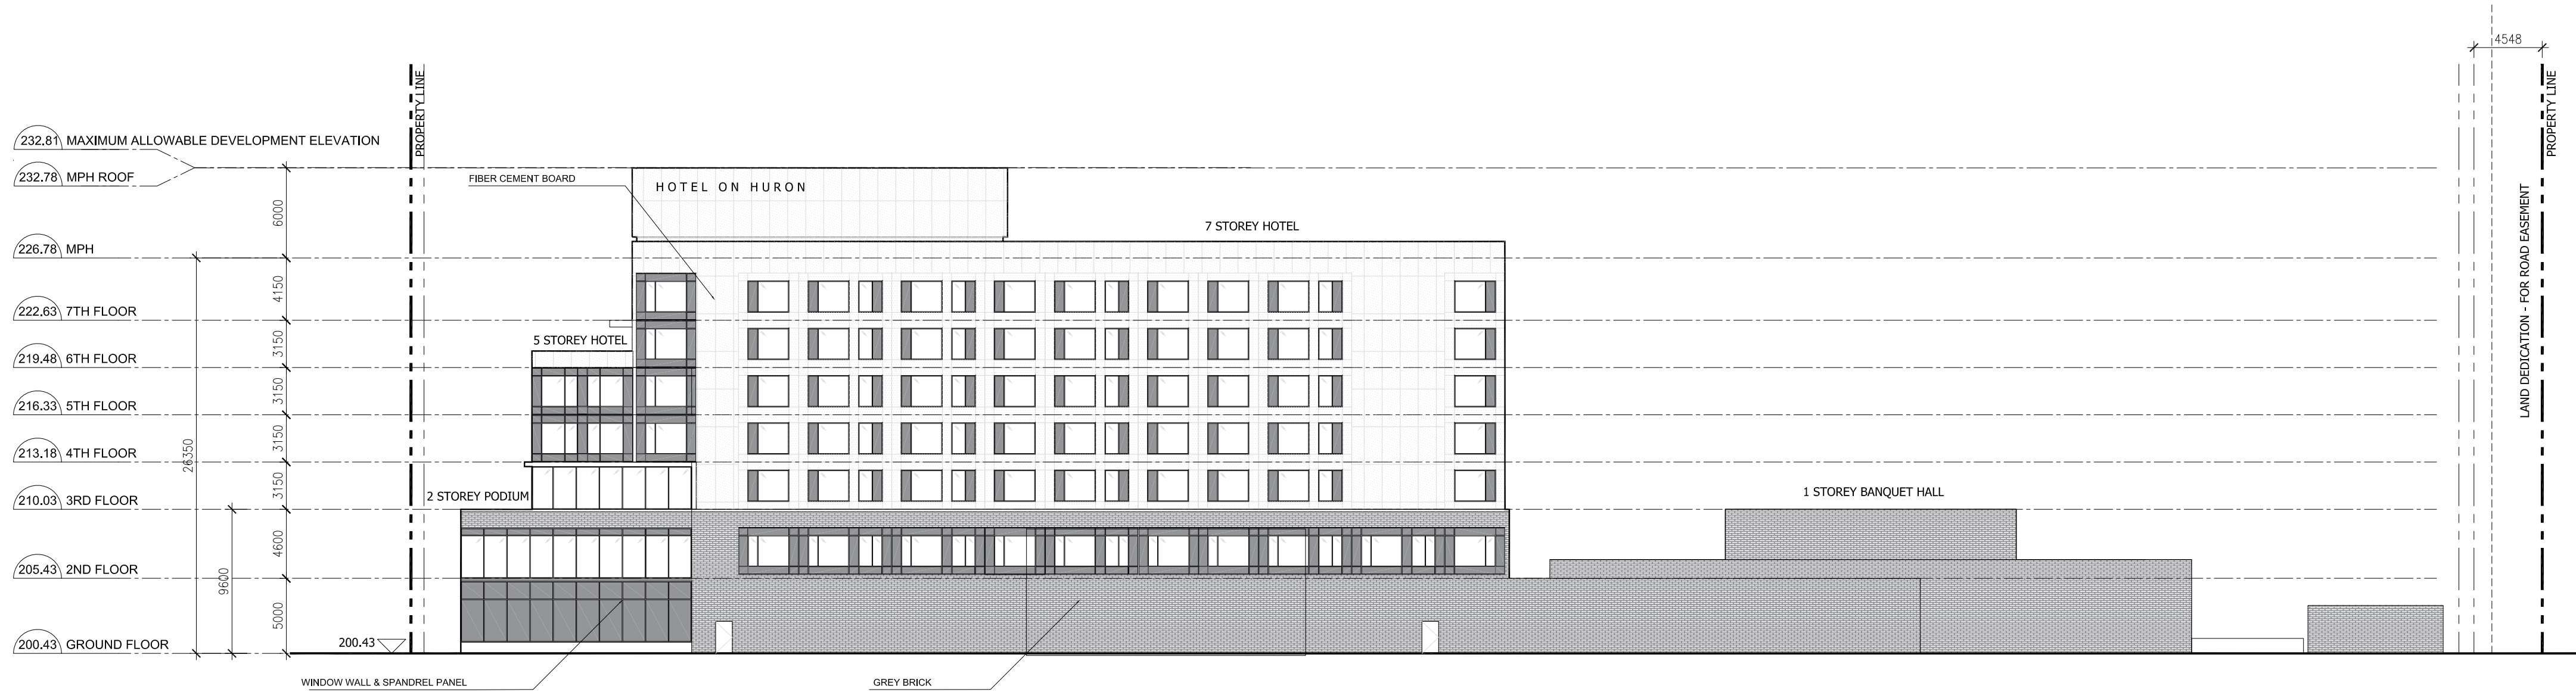 4548
PROPERTY LINE
PROPERTY LINE
232.81 MAXIMUM ALLOWABLE DEVELOPMENT ELEVATION
232.78 MPH ROOF
FIBER CEMENT BOARD
HOTEL ON HURON
6000
LAND DEDICATION - FOR ROAD EASEMENT
7 STOREY HOTEL
226.78 MPH
4150
222.63 7TH FLOOR
3150
5 STOREY HOTEL
219.48 6TH FLOOR
3150
216.33 5TH FLOOR
26350
3150
213.18 4TH FLOOR
3150
2 STOREY PODIUM
1 STOREY BANQUET HALL
210.03 3RD FLOOR
4600
205.43 2ND FLOOR
9600
5000
200.43 GROUND FLOOR
200.43
WINDOW WALL & SPANDREL PANEL
GREY BRICK